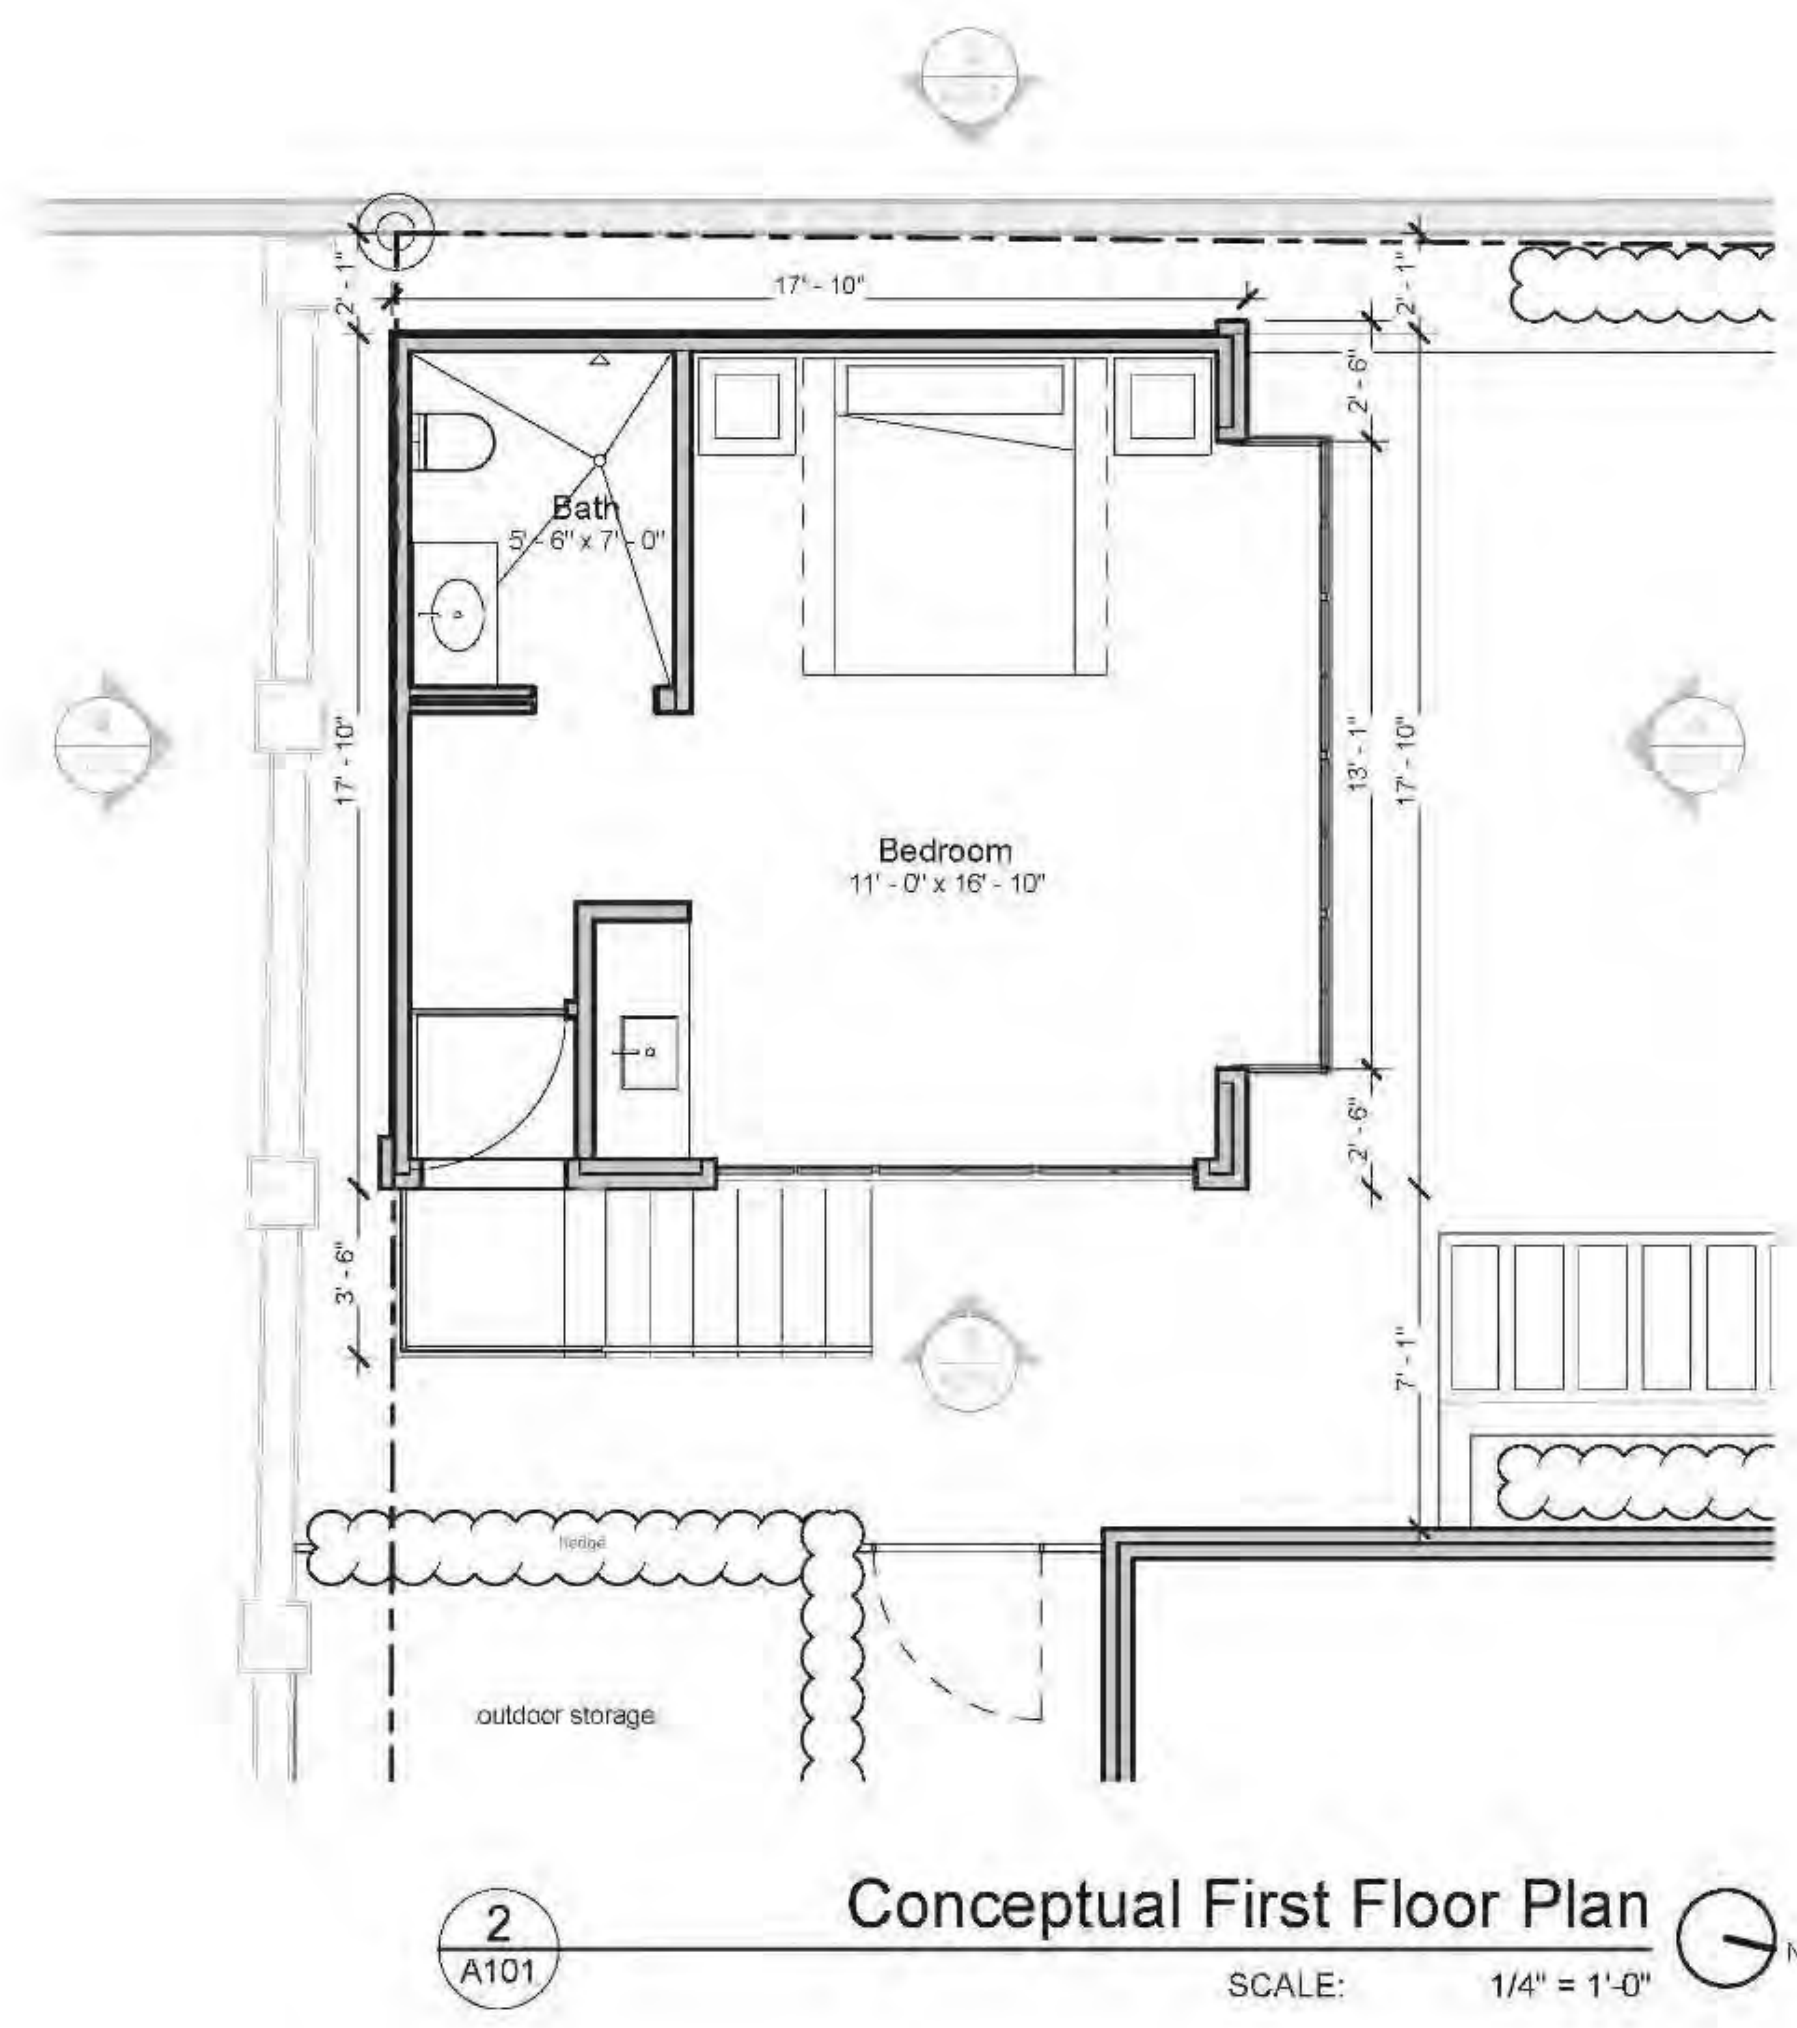 17' - 10"
2' - 1"
2' - 1"
2' - 6"
Bath
5' - 6" x 7' - 0"
17' - 10"
13' - 1"
17' - 10"
Bedroom
11' - 0" x 16' - 10"
2' - 6"
3' - 6"
7' - 1"
hedge
outdoor storage
2
A101
Conceptual First Floor Plan
N
SCALE: 1/4" = 1'-0"